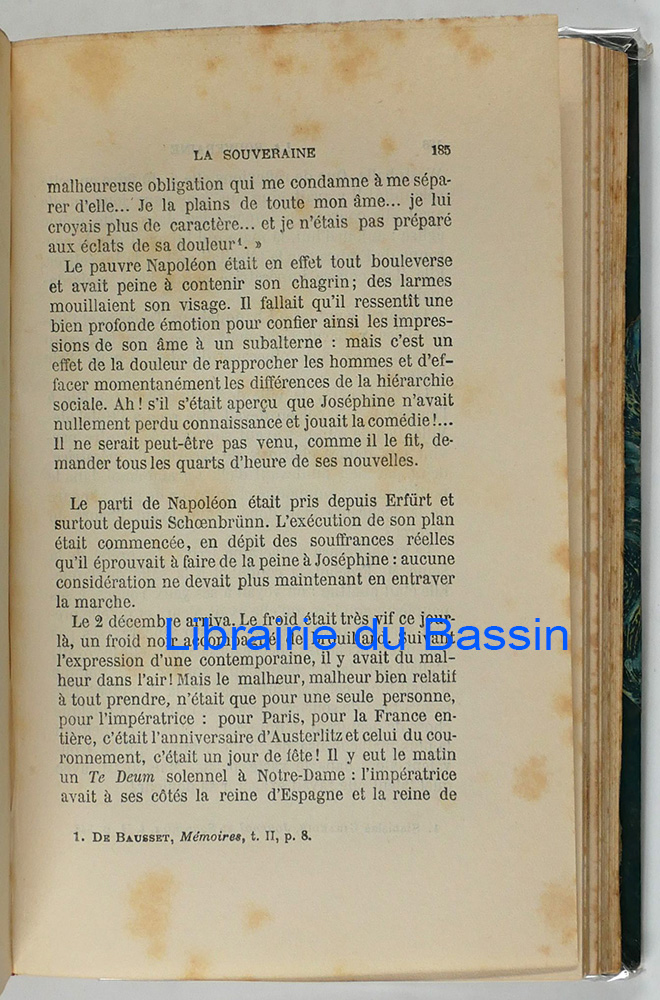 LA SOUVERAINE 185
malheureuse obligation qui me condamne à me sépa-
rer d'elle... Je la plains de toute mon âme... je lui
croyais plus de caractère... et je n'étais pas préparé
aux éclats de sa douleur¹. »
Le pauvre Napoléon était en effet tout bouleverse
et avait peine à contenir son chagrin; des larmes
mouillaient son visage. Il fallait qu'il ressentît une
bien profonde émotion pour confier ainsi les impres-
sions de son âme à un subalterne : mais c'est un
effet de la douleur de rapprocher les hommes et d'ef-
facer momentanément les différences de la hiérarchie
sociale. Ah ! s'il s'était aperçu que Joséphine n'avait
nullement perdu connaissance et jouait la comédie !...
Il ne serait peut-être pas venu, comme il le fit, de-
mander tous les quarts d'heure de ses nouvelles.
Le parti de Napoléon était pris depuis Erfürt et
surtout depuis Schœnbrünn. L'exécution de son plan
était commencée, en dépit des souffrances réelles
qu'il éprouvait à faire de la peine à Joséphine : aucune
considération ne devait plus maintenant en entraver
la marche.
Le 2 décembre arriva. Le froid était très vif ce jour-
là, un froid noir accompagné de brouillard. Suivant
Librairie du Bassin
l'expression d'une contemporaine, il y avait du mal-
heur dans l'air! Mais le malheur, malheur bien relatif
à tout prendre, n'était que pour une seule personne,
pour l'impératrice : pour Paris, pour la France en-
tière, c'était l'anniversaire d'Austerlitz et celui du cou-
ronnement, c'était un jour de fête! Il y eut le matin
un Te Deum solennel à Notre-Dame : l'impératrice
avait à ses côtés la reine d'Espagne et la reine de
1. DE BAUSSET, Mémoires, t. II, p. 8.